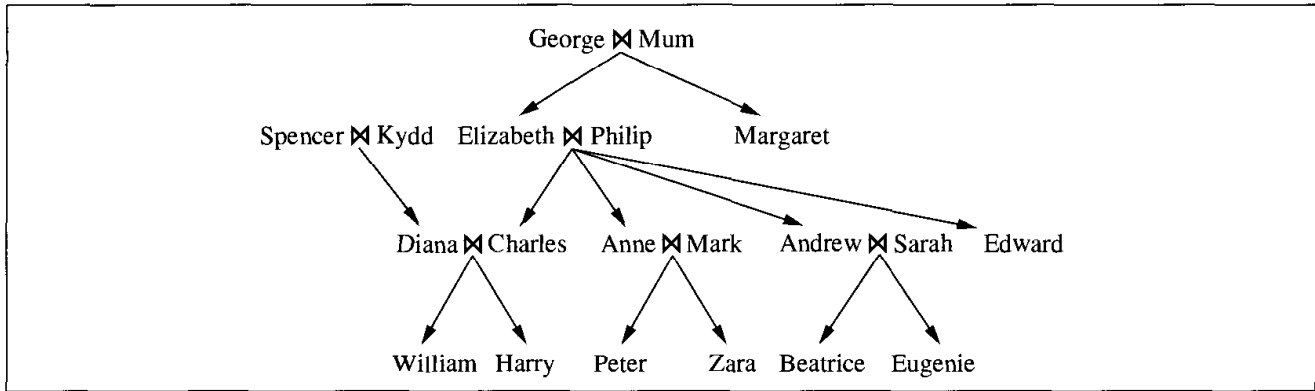 George ⋈ Mum
Spencer ⋈ Kydd Elizabeth ⋈ Philip Margaret
Diana ⋈ Charles Anne ⋈ Mark Andrew ⋈ Sarah Edward
William Harry Peter Zara Beatrice Eugenie